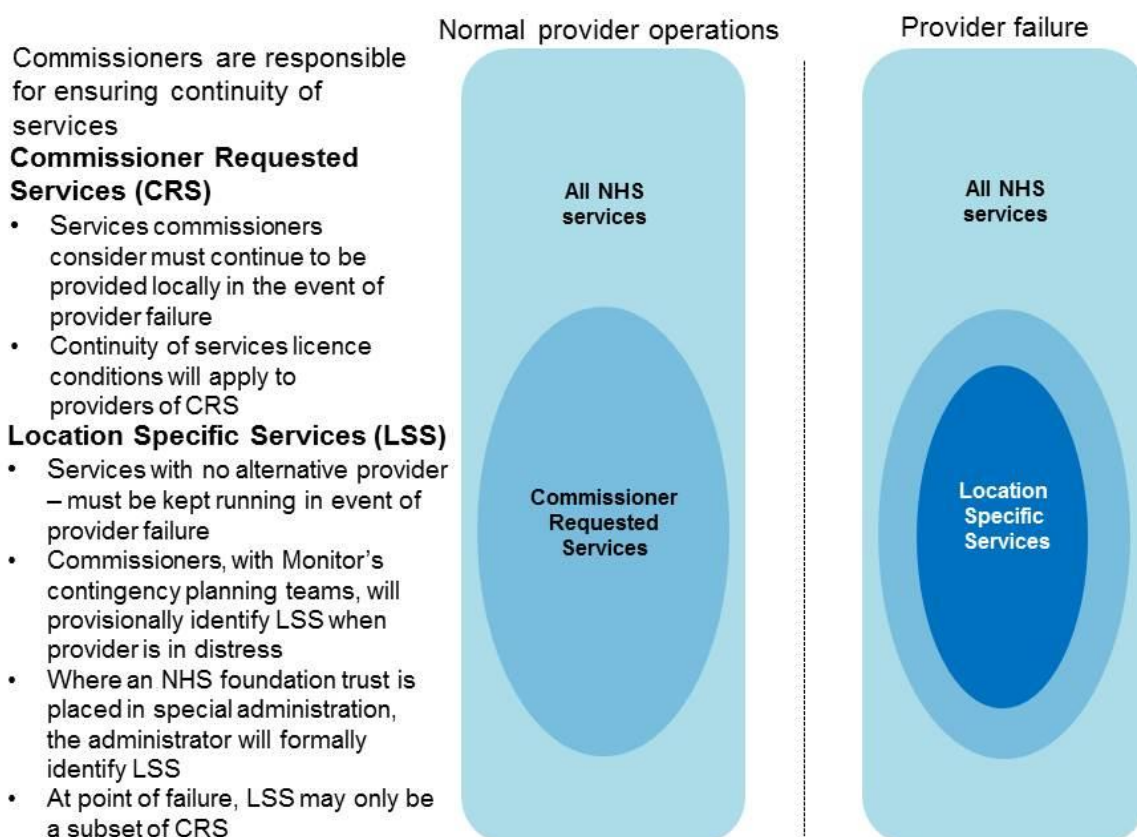 Commissioners are responsible
for ensuring continuity of
services
Commissioner Requested
Services (CRS)
• Services commissioners
consider must continue to be
provided locally in the event of
provider failure
• Continuity of services licence
conditions will apply to
providers of CRS
Location Specific Services (LSS)
• Services with no alternative provider
– must be kept running in event of
provider failure
• Commissioners, with Monitor's
contingency planning teams, will
provisionally identify LSS when
provider is in distress
• Where an NHS foundation trust is
placed in special administration,
the administrator will formally
identify LSS
• At point of failure, LSS may only be
a subset of CRS
Normal provider operations
All NHS
services
Commissioner
Requested
Services
Provider failure
All NHS
services
Location
Specific
Services